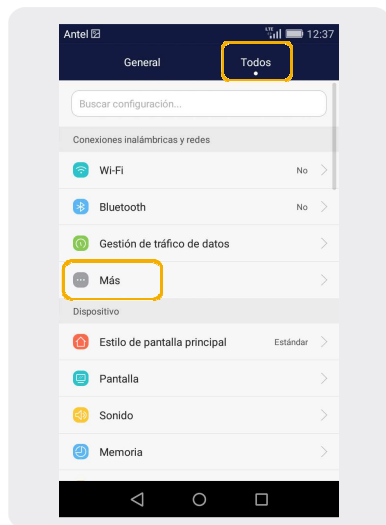 Antel LTE 12:37
General Todos
Buscar configuración...
Conexiones inalámbricas y redes
Wi-Fi No
Bluetooth No
Gestión de tráfico de datos
Más
Dispositivo
Estilo de pantalla principal Estándar
Pantalla
Sonido
Memoria